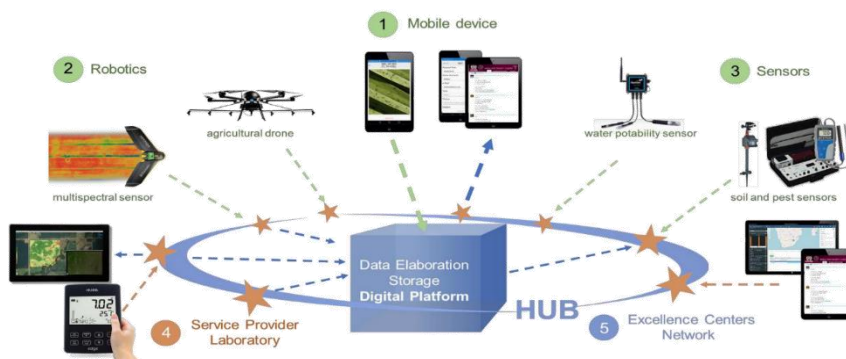 1 Mobile device
2 Robotics
agricultural drone
multispectral sensor
water potability sensor
3 Sensors
soil and pest sensors
Data Elaboration
Storage
Digital Platform
HUB
4 Service Provider
Laboratory
5 Excellence Centers
Network
7.02